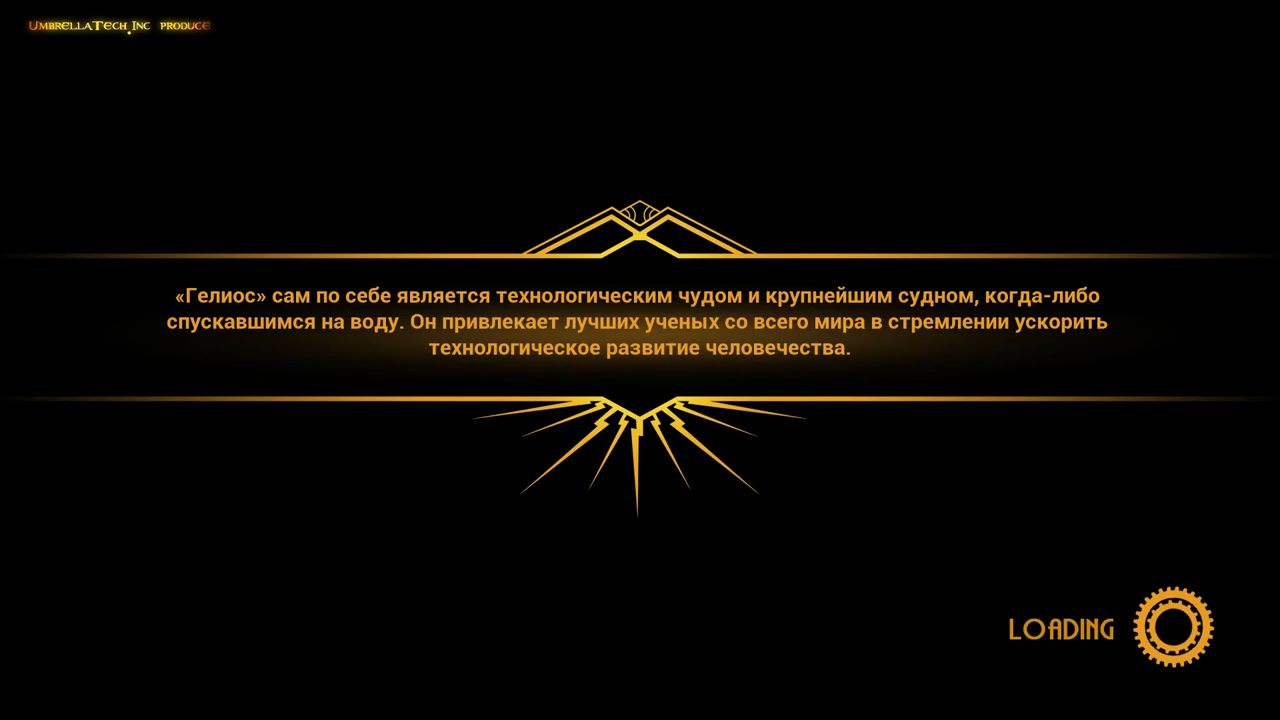 UmbrellaTech.Inc produce
«Гелиос» сам по себе является технологическим чудом и крупнейшим судном, когда-либо
спускавшимся на воду. Он привлекает лучших ученых со всего мира в стремлении ускорить
технологическое развитие человечества.
LOADING